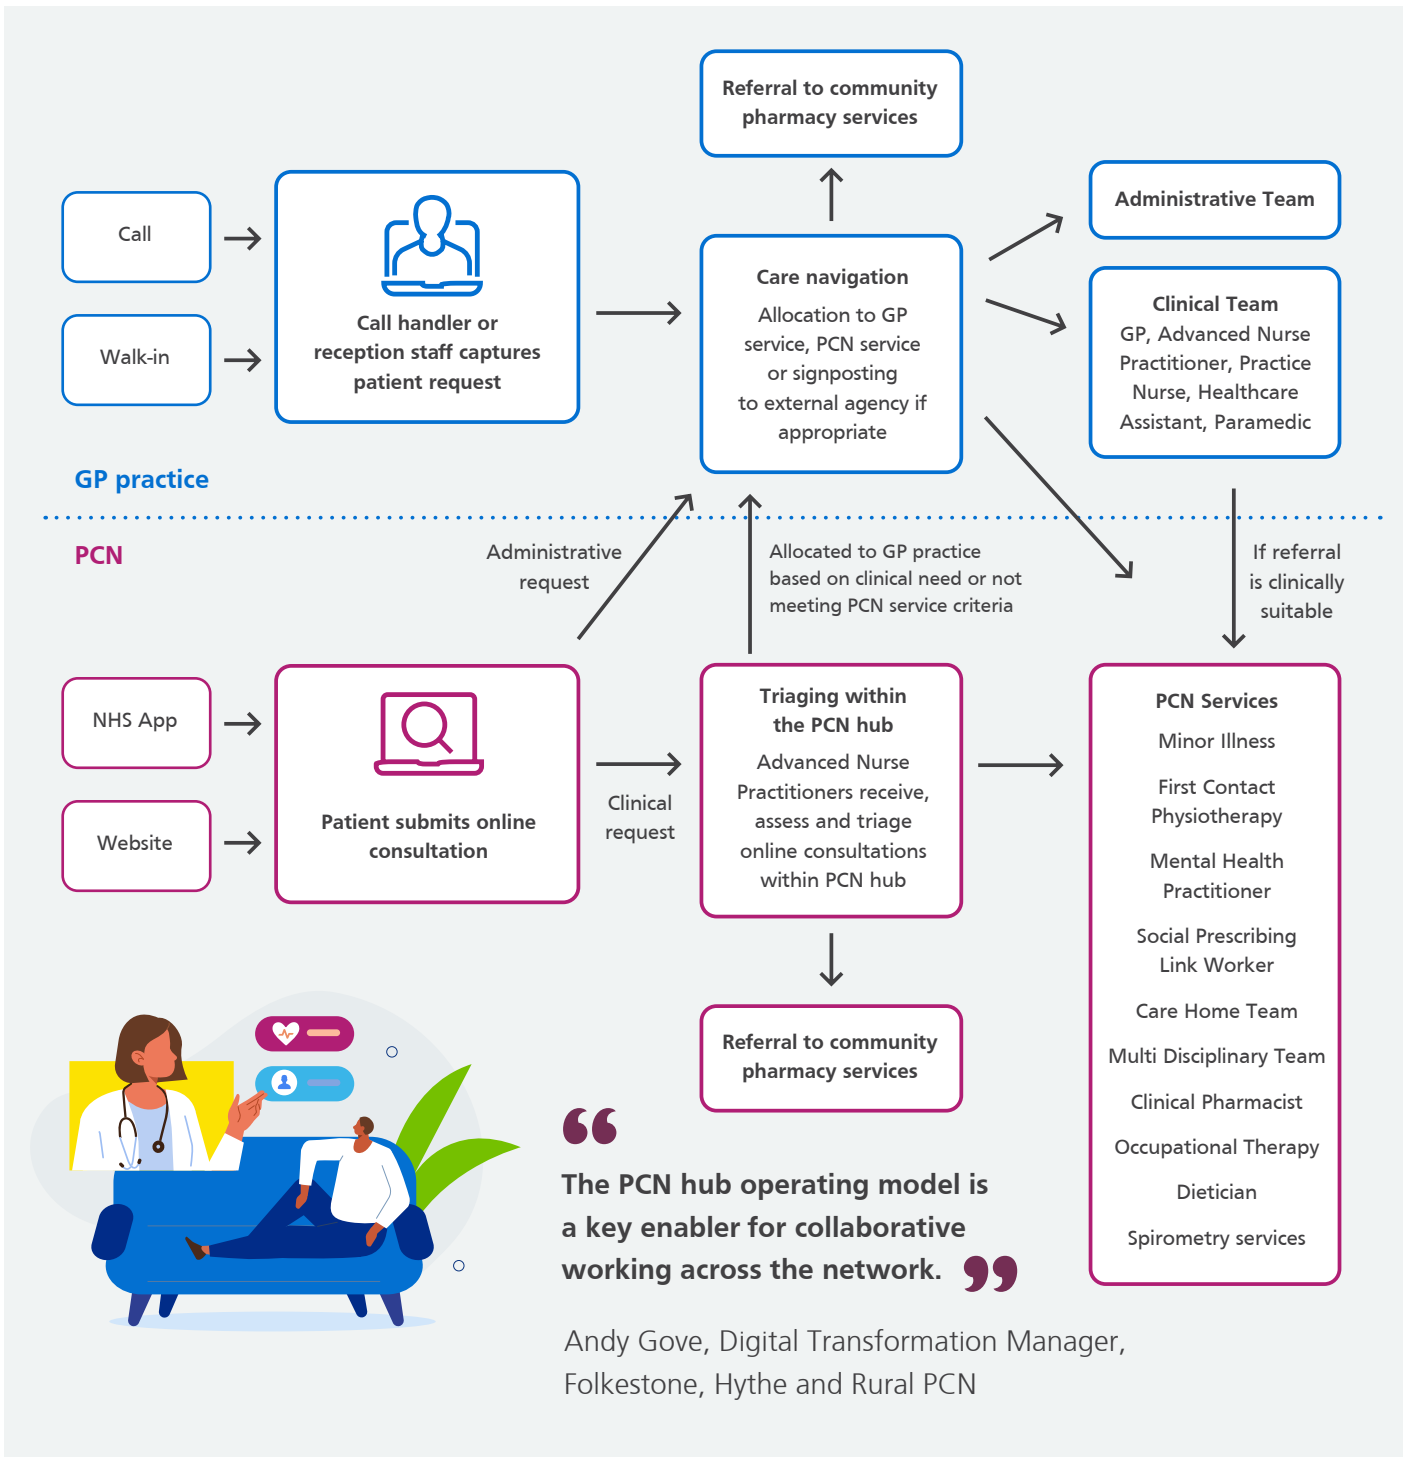 Referral to community
pharmacy services
Call
Walk-in
Call handler or
reception staff captures
patient request
Care navigation
Allocation to GP
service, PCN service
or signposting
to external agency if
appropriate
Administrative Team
Clinical Team
GP, Advanced Nurse
Practitioner, Practice
Nurse, Healthcare
Assistant, Paramedic
GP practice
PCN
Administrative
request
Allocated to GP practice
based on clinical need or not
meeting PCN service criteria
If referral
is clinically
suitable
NHS App
Website
Patient submits online
consultation
Clinical
request
Triaging within
the PCN hub
Advanced Nurse
Practitioners receive,
assess and triage
online consultations
within PCN hub
PCN Services
Minor Illness
First Contact
Physiotherapy
Mental Health
Practitioner
Social Prescribing
Link Worker
Care Home Team
Multi Disciplinary Team
Clinical Pharmacist
Occupational Therapy
Dietician
Spirometry services
Referral to community
pharmacy services
“
The PCN hub operating model is
a key enabler for collaborative
working across the network. ”
Andy Gove, Digital Transformation Manager,
Folkestone, Hythe and Rural PCN